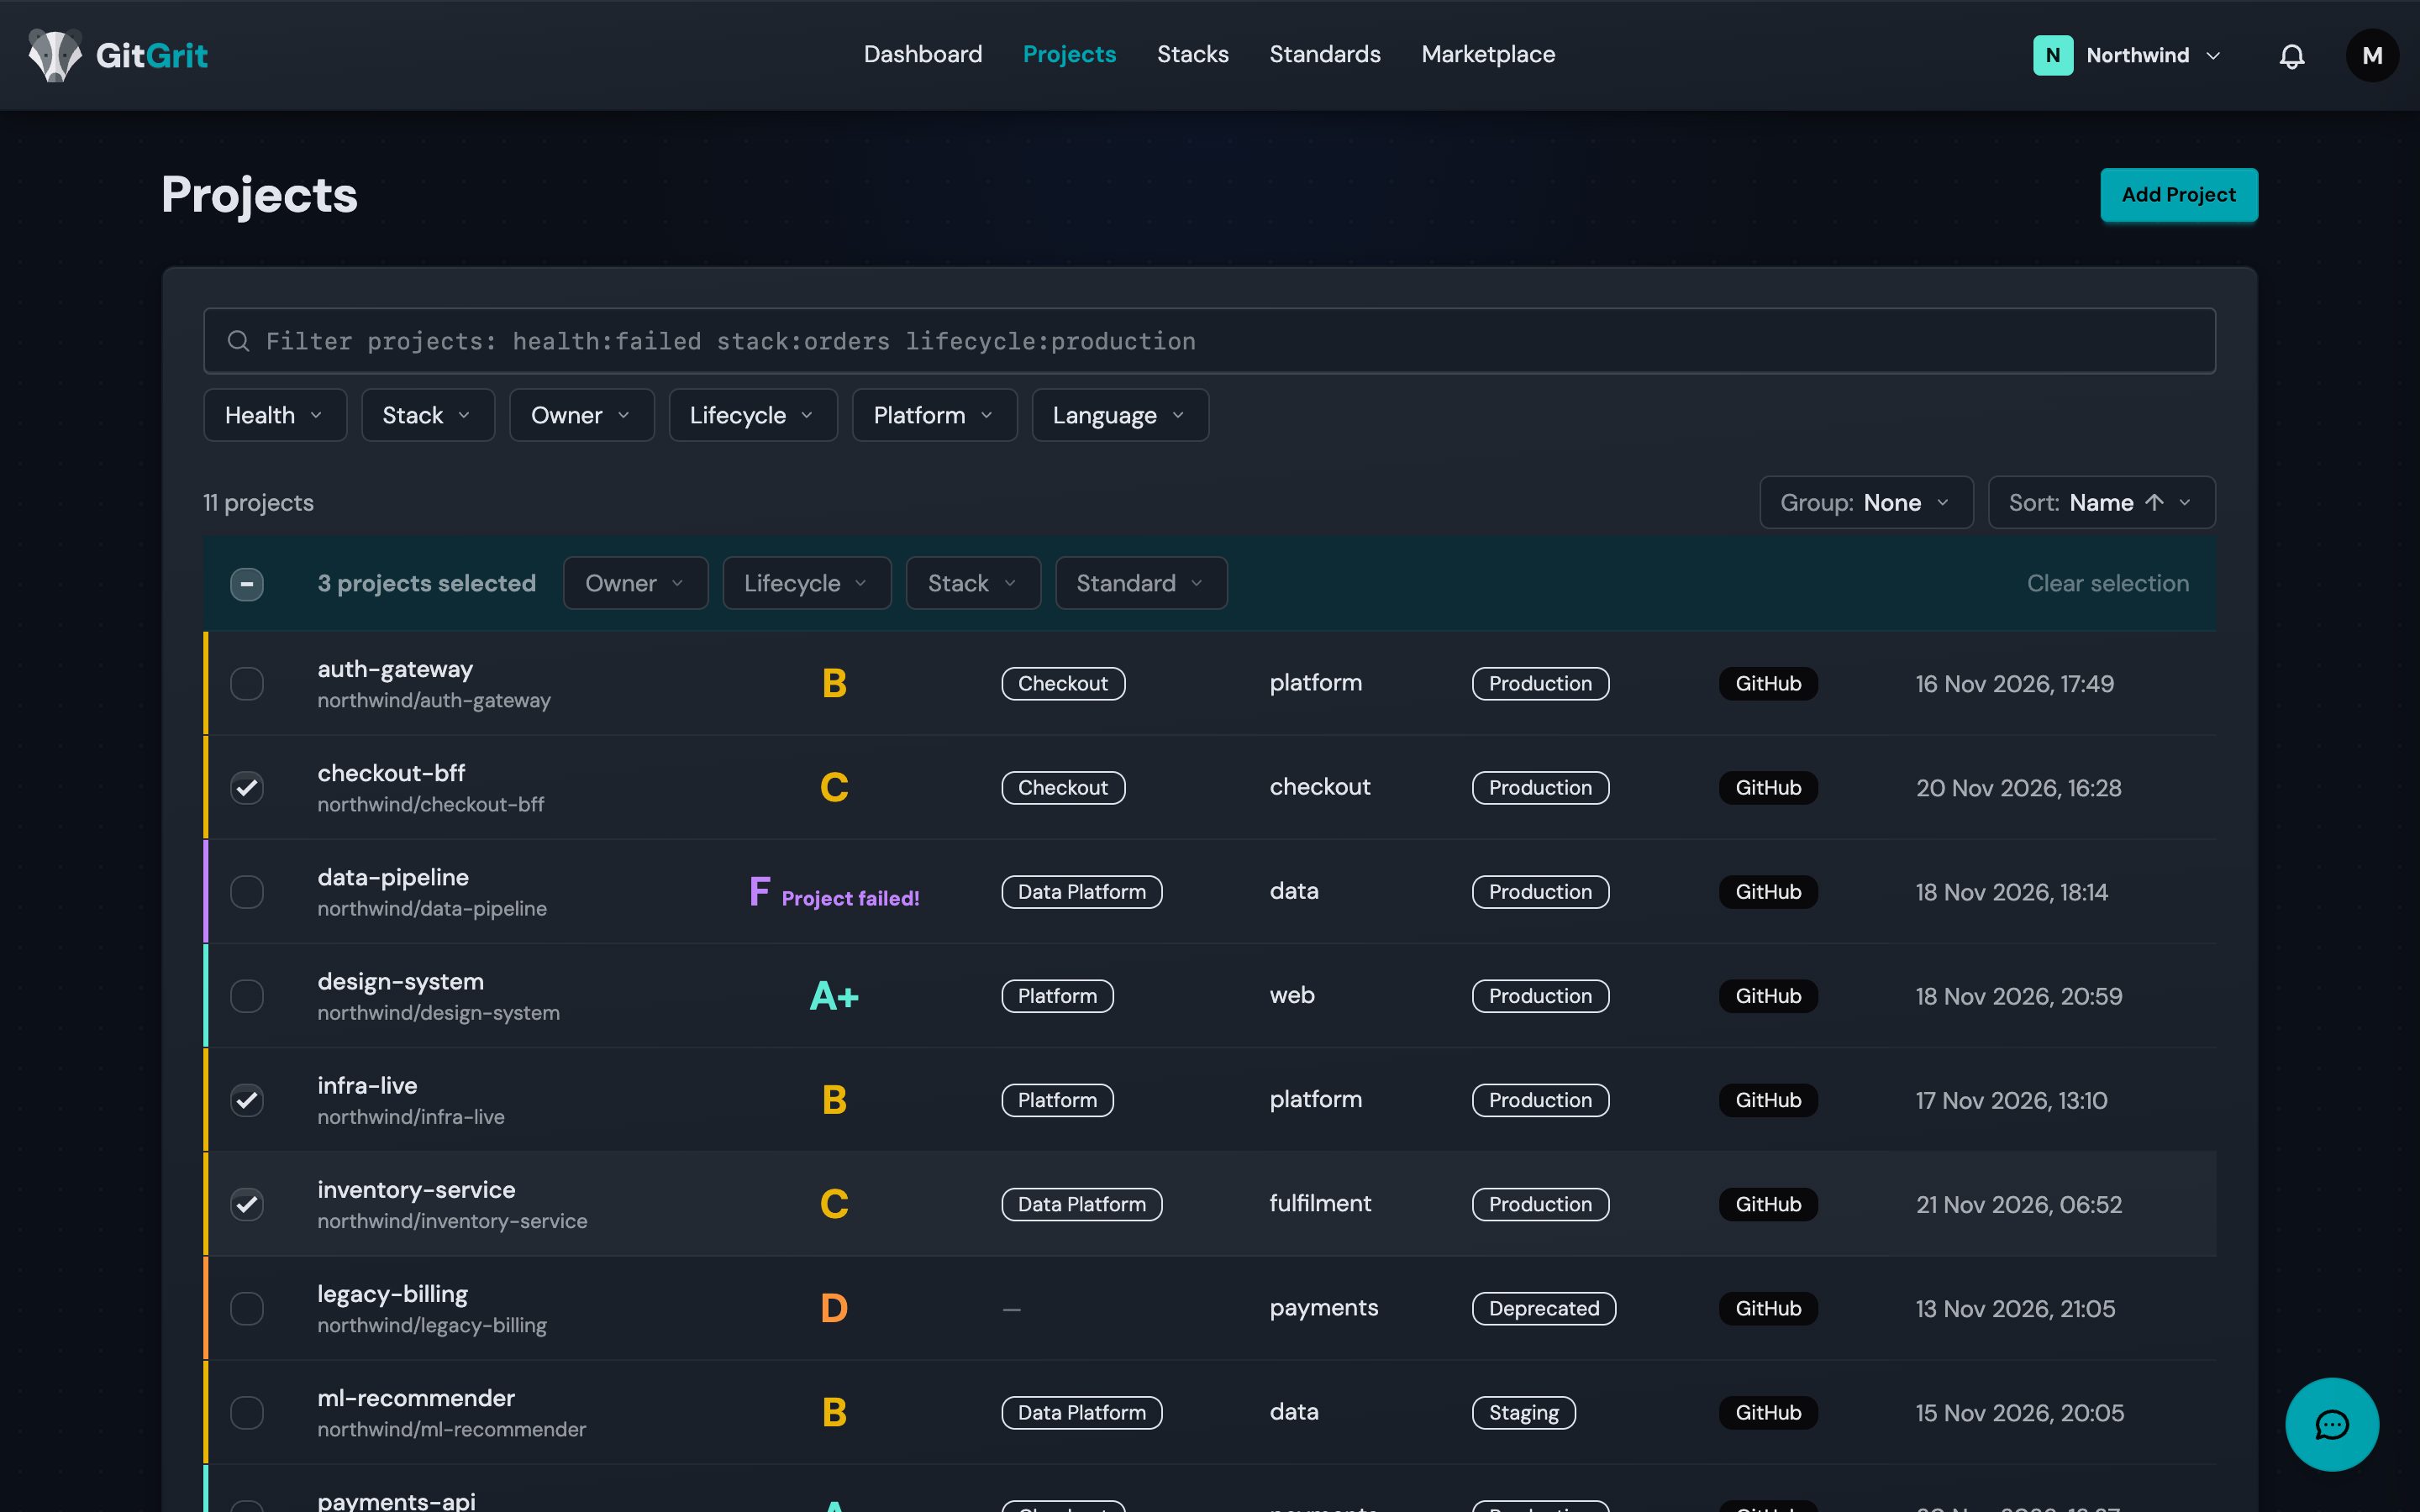 GitGrit
Dashboard Projects Stacks Standards Marketplace
N Northwind
M
Projects
Add Project
Filter projects: health:failed stack:orders lifecycle:production
Health Stack Owner Lifecycle Platform Language
11 projects
Group: None Sort: Name ↑
3 projects selected Owner Lifecycle Stack Standard Clear selection
auth-gateway
northwind/auth-gateway
B Checkout platform Production GitHub 16 Nov 2026, 17:49
checkout-bff
northwind/checkout-bff
C Checkout checkout Production GitHub 20 Nov 2026, 16:28
data-pipeline
northwind/data-pipeline
F Project failed! Data Platform data Production GitHub 18 Nov 2026, 18:14
design-system
northwind/design-system
A+ Platform web Production GitHub 18 Nov 2026, 20:59
infra-live
northwind/infra-live
B Platform platform Production GitHub 17 Nov 2026, 13:10
inventory-service
northwind/inventory-service
C Data Platform fulfilment Production GitHub 21 Nov 2026, 06:52
legacy-billing
northwind/legacy-billing
D — payments Deprecated GitHub 13 Nov 2026, 21:05
ml-recommender
northwind/ml-recommender
B Data Platform data Staging GitHub 15 Nov 2026, 20:05
payments-api